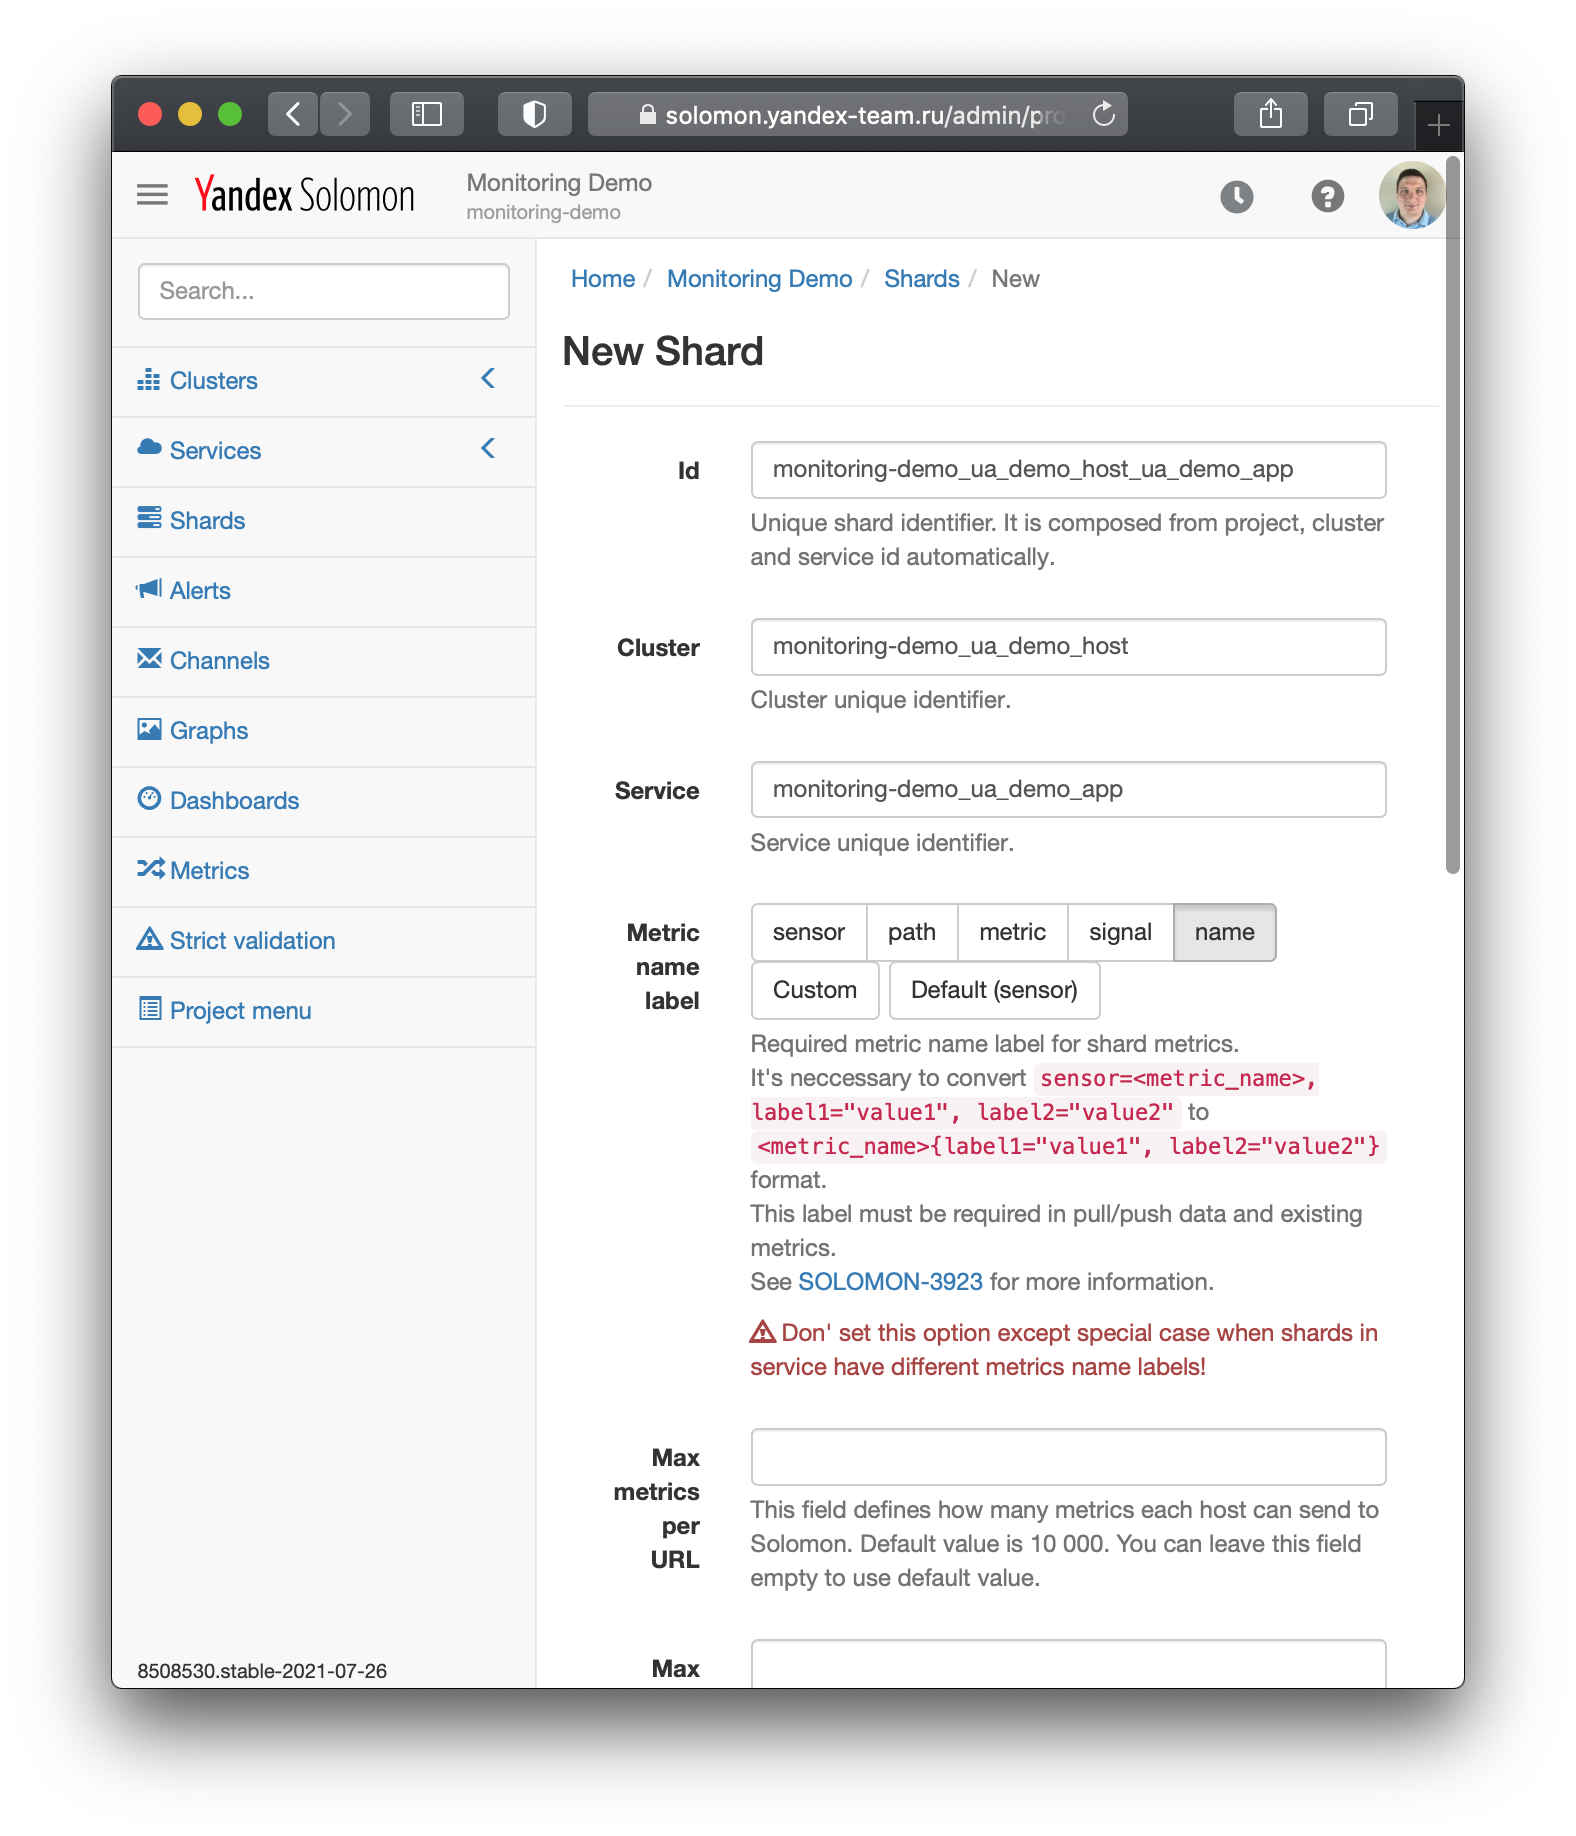 solomon.yandex-team.ru/admin/pro
Yandex Solomon
Monitoring Demo
monitoring-demo
Search...
Clusters
Services
Shards
Alerts
Channels
Graphs
Dashboards
Metrics
Strict validation
Project menu
8508530.stable-2021-07-26
Home / Monitoring Demo / Shards / New
New Shard
Id
monitoring-demo_ua_demo_host_ua_demo_app
Unique shard identifier. It is composed from project, cluster
and service id automatically.
Cluster
monitoring-demo_ua_demo_host
Cluster unique identifier.
Service
monitoring-demo_ua_demo_app
Service unique identifier.
Metric
name
label
sensor path metric signal name
Custom Default (sensor)
Required metric name label for shard metrics.
It's neccessary to convert sensor=<metric_name>,
label1="value1", label2="value2" to
<metric_name>{label1="value1", label2="value2"}
format.
This label must be required in pull/push data and existing
metrics.
See SOLOMON-3923 for more information.
Don' set this option except special case when shards in
service have different metrics name labels!
Max
metrics
per
URL
This field defines how many metrics each host can send to
Solomon. Default value is 10 000. You can leave this field
empty to use default value.
Max